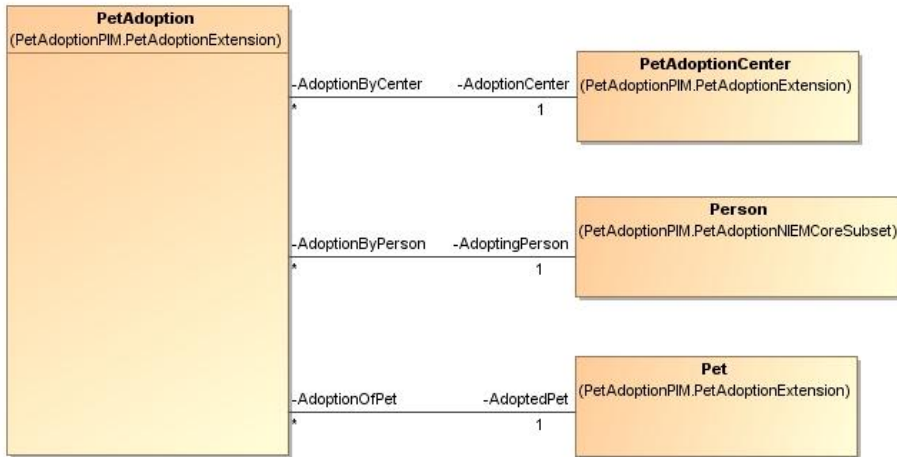 PetAdoption
(PetAdoptionPIM.PetAdoptionExtension)
-AdoptionByCenter
*
-AdoptionCenter
1
PetAdoptionCenter
(PetAdoptionPIM.PetAdoptionExtension)
-AdoptionByPerson
*
-AdoptingPerson
1
Person
(PetAdoptionPIM.PetAdoptionNIEMCoreSubset)
-AdoptionOfPet
*
-AdoptedPet
1
Pet
(PetAdoptionPIM.PetAdoptionExtension)